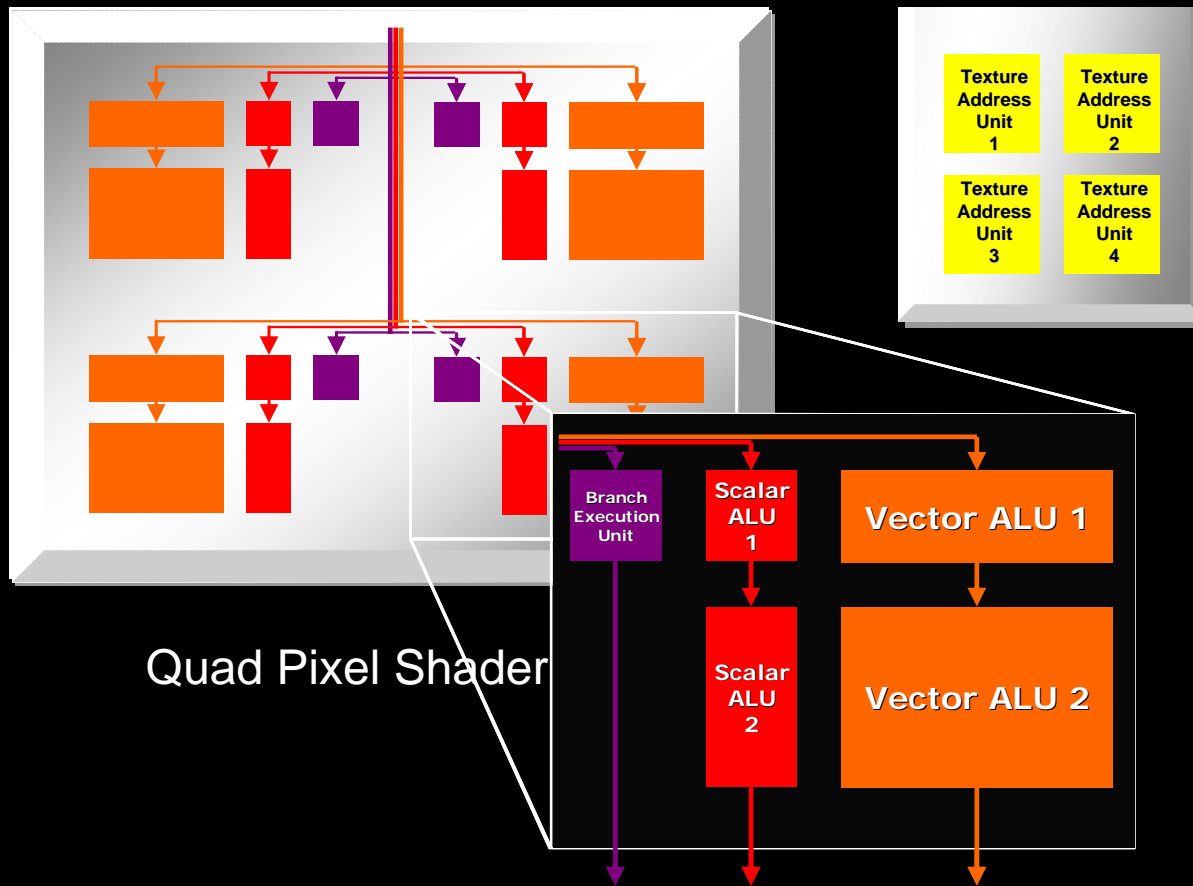 Texture
Address
Unit
1
Texture
Address
Unit
2
Texture
Address
Unit
3
Texture
Address
Unit
4
Branch
Execution
Unit
Scalar
ALU
1
Vector ALU 1
Scalar
ALU
2
Vector ALU 2
Quad Pixel Shader